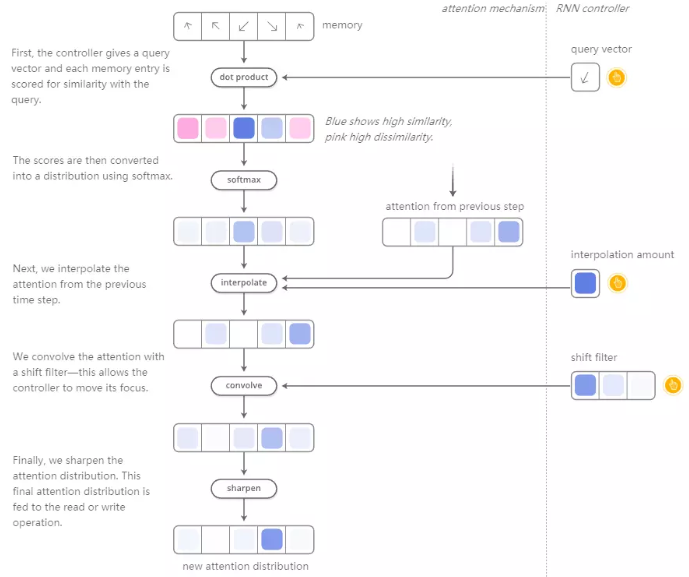 attention mechanism
RNN controller
memory
First, the controller gives a query
vector and each memory entry is
scored for similarity with the
query.
query vector
dot product
Blue shows high similarity,
pink high dissimilarity.
The scores are then converted
into a distribution using softmax.
softmax
attention from previous step
Next, we interpolate the
attention from the previous
time step.
interpolation amount
interpolate
We convolve the attention with
a shift filter—this allows the
controller to move its focus.
shift filter
convolve
Finally, we sharpen the
attention distribution. This
final attention distribution is
fed to the read or write
operation.
sharpen
new attention distribution